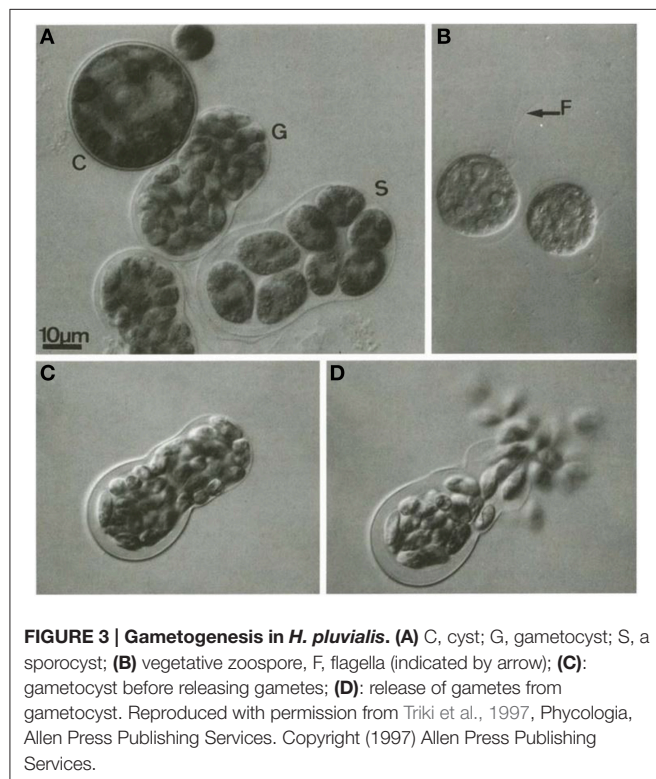 A
B
F
G
C
S
10µm
C
D
FIGURE 3 | Gametogenesis in H. pluvialis. (A) C, cyst; G, gametocyst; S, a
sporocyst; (B) vegetative zoospore, F, flagella (indicated by arrow); (C):
gametocyst before releasing gametes; (D): release of gametes from
gametocyst. Reproduced with permission from Triki et al., 1997, Phycologia,
Allen Press Publishing Services. Copyright (1997) Allen Press Publishing
Services.